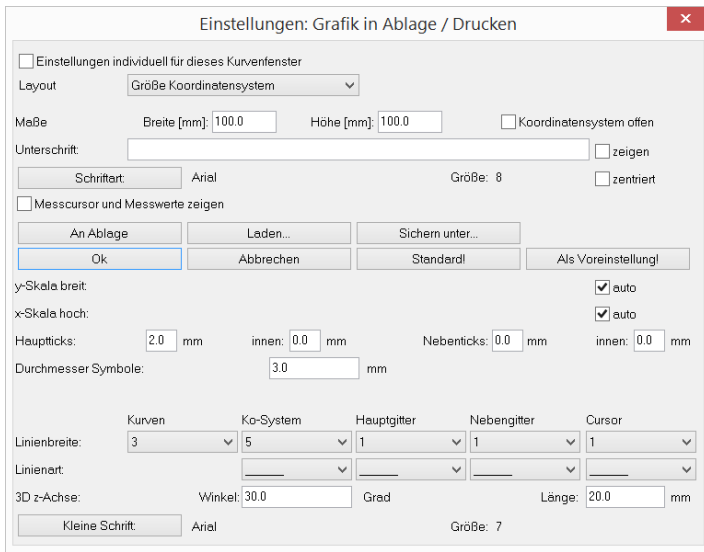 Einstellungen: Grafik in Ablage / Drucken
Einstellungen individuell für dieses Kurvenfenster
Layout Größe Koordinatensystem
Maße Breite [mm]: 100.0 Höhe [mm]: 100.0 Koordinatensystem offen
Unterschrift: zeigen
Schriftart: Arial Größe: 8 zentriert
Messcursor und Messwerte zeigen
An Ablage Laden... Sichern unter...
Ok Abbrechen Standard! Als Voreinstellung!
y-Skala breit: auto
x-Skala hoch: auto
Hauptticks: 2.0 mm innen: 0.0 mm Nebenticks: 0.0 mm innen: 0.0 mm
Durchmesser Symbole: 3.0 mm
Kurven Ko-System Hauptgitter Nebengitter Cursor
Linienbreite: 3 5 1 1 1
Linienart:
3D z-Achse: Winkel: 30.0 Grad Länge: 20.0 mm
Kleine Schrift: Arial Größe: 7